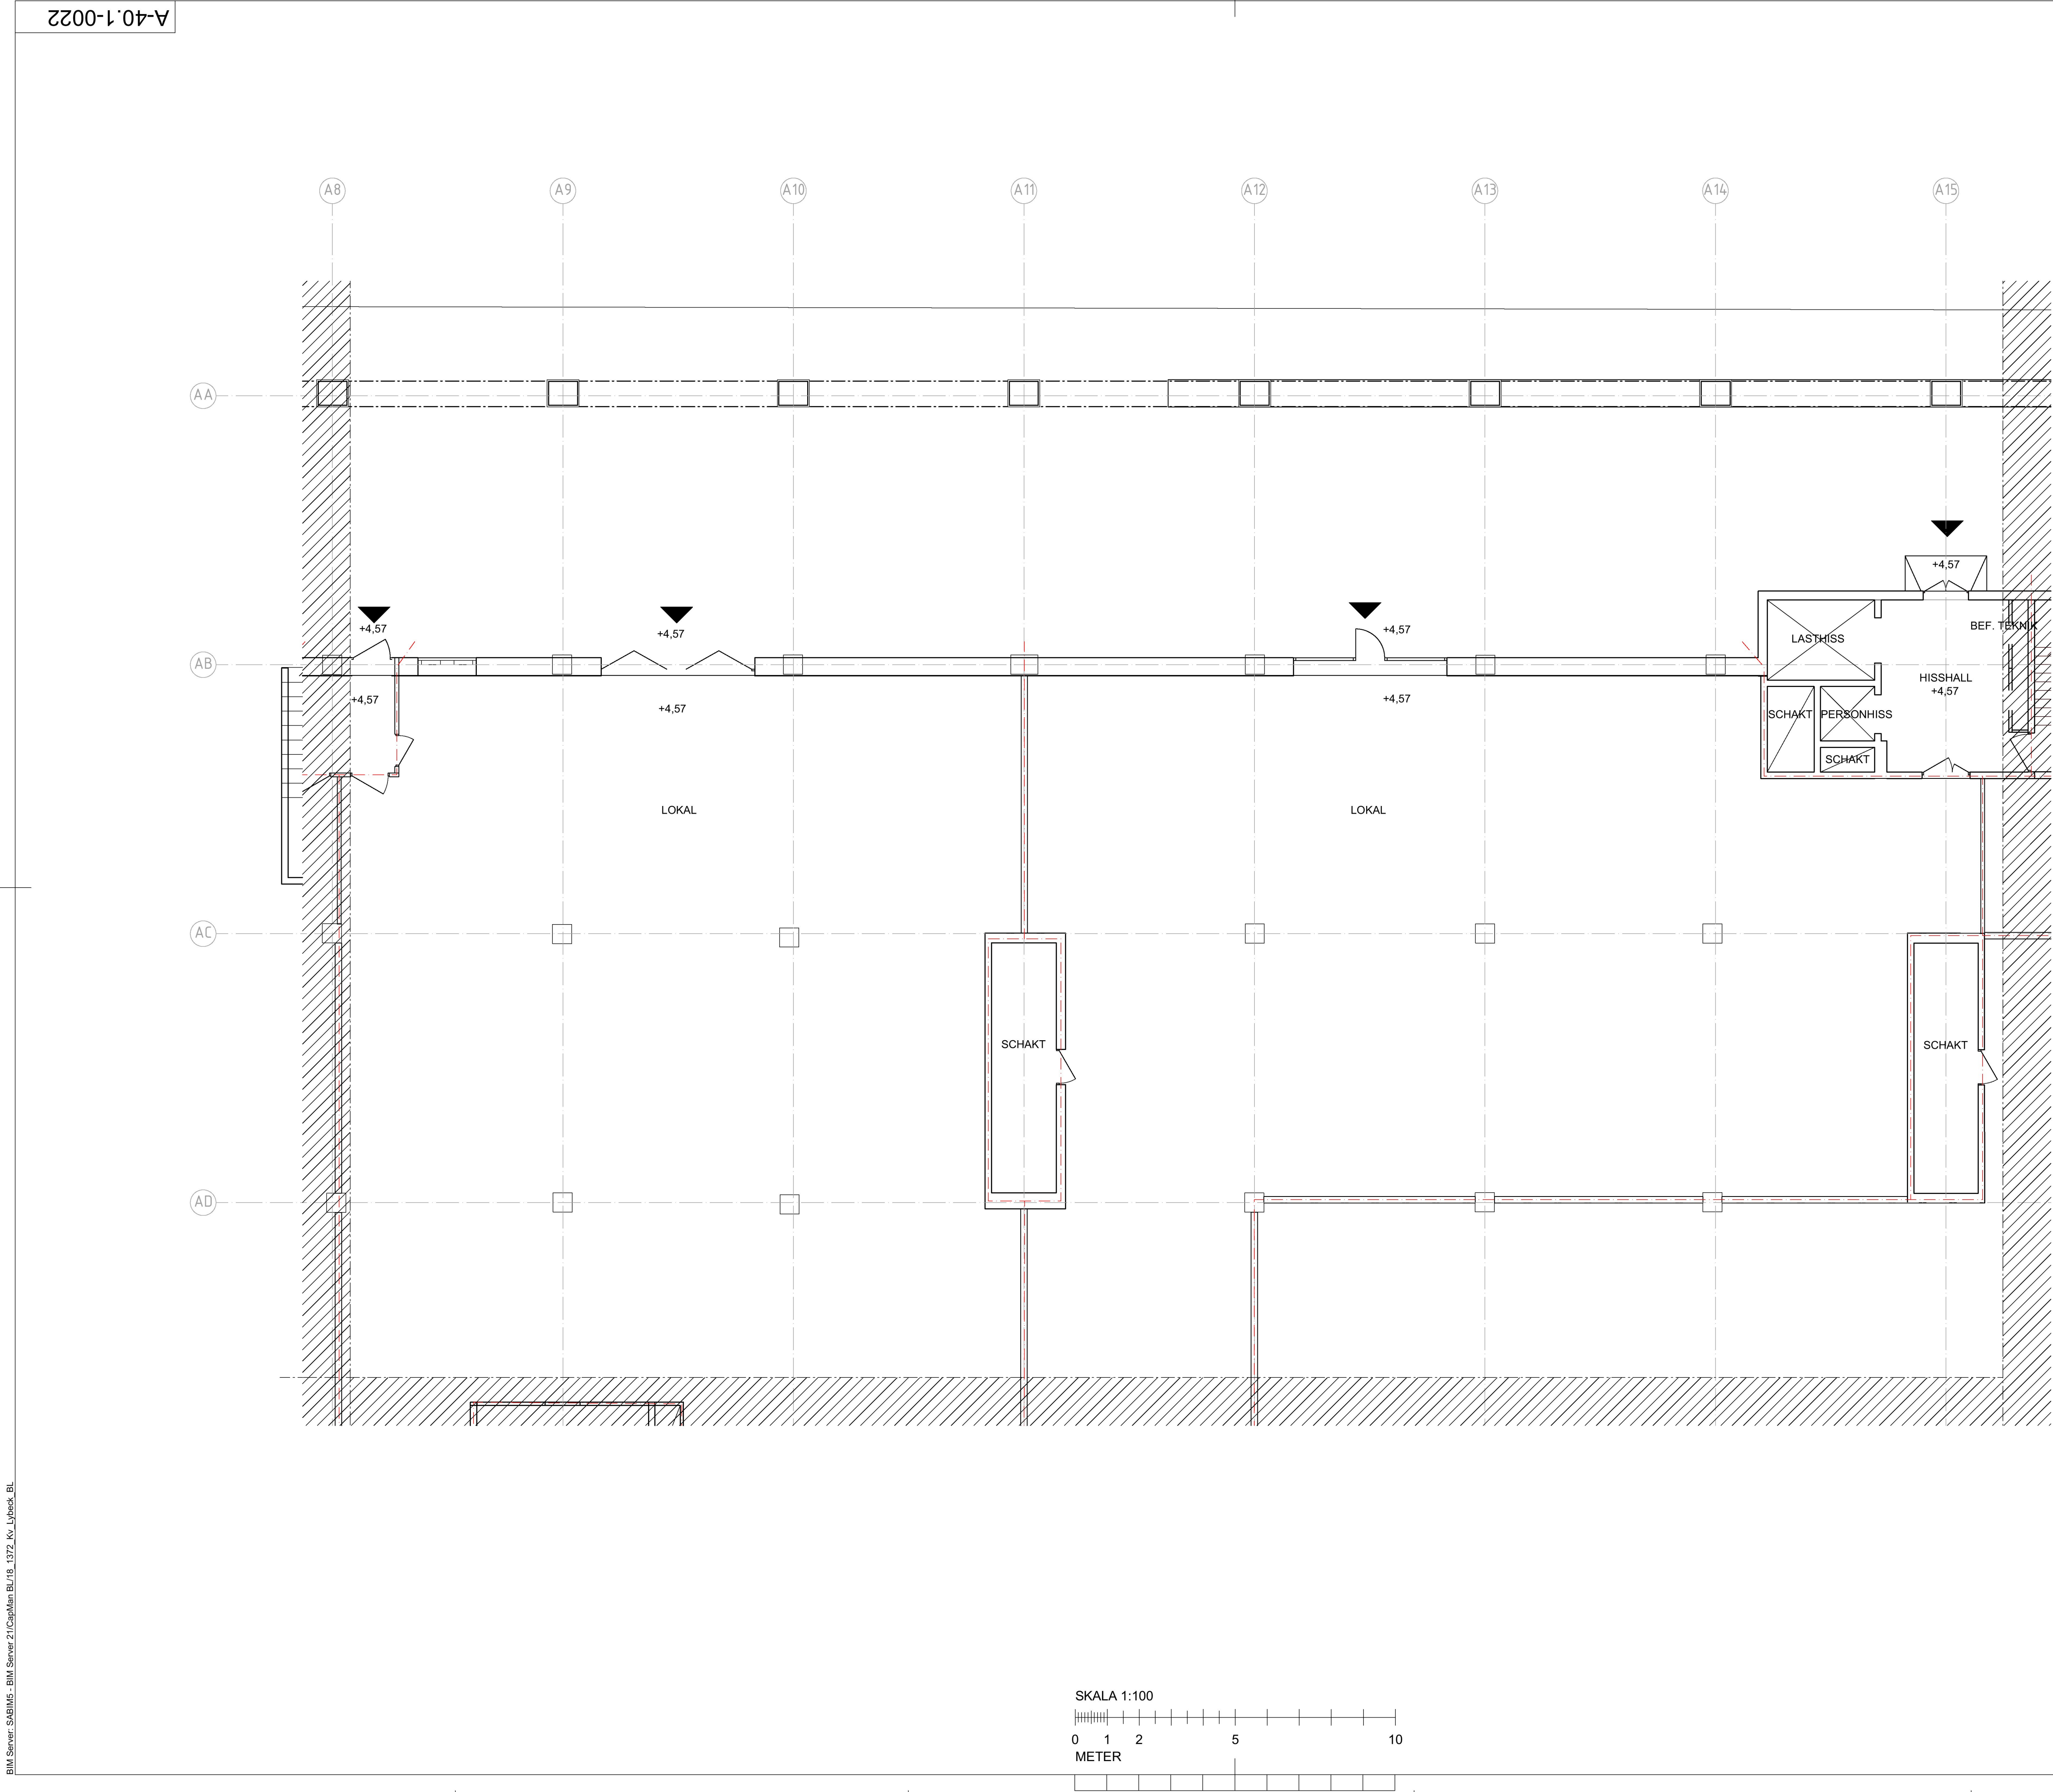 A-40.1-0022
A8 A9 A10 A11 A12 A13 A14 A15
AA
+4,57
+4,57 +4,57 +4,57
BEF. TEKNIK
LASTHISS
AB
HISSHALL
+4,57
+4,57 +4,57 +4,57
SCHAKT PERSONHISS
SCHAKT
LOKAL LOKAL
AC
SCHAKT SCHAKT
AD
SKALA 1:100
0 1 2 5 10
METER
BIM Server: SABIM5 - BIM Server 21/CapMan BL/18_1372_Kv_Lybeck_BL